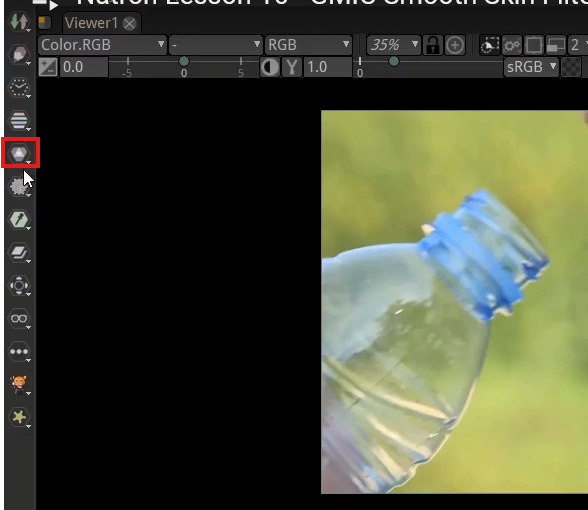 Natron Lesson 10 - GMIC Smooth Skin Filte
Viewer1
Color.RGB - RGB 35% 2
0.0 -5 0 5 Y 1.0 0 sRGB